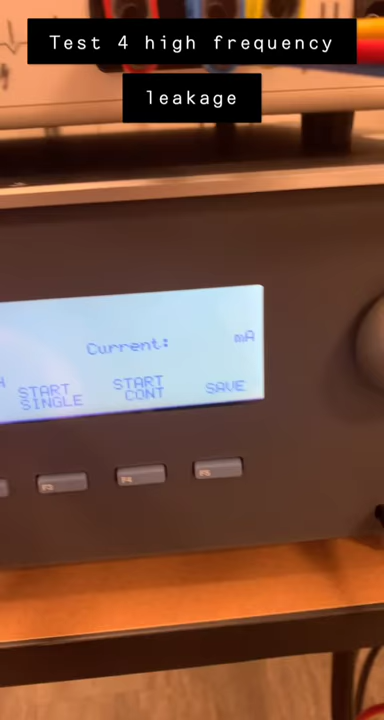 Test 4 high frequency
leakage
Current: mA
START SINGLE
START CONT
SAVE
F3
F4
F5